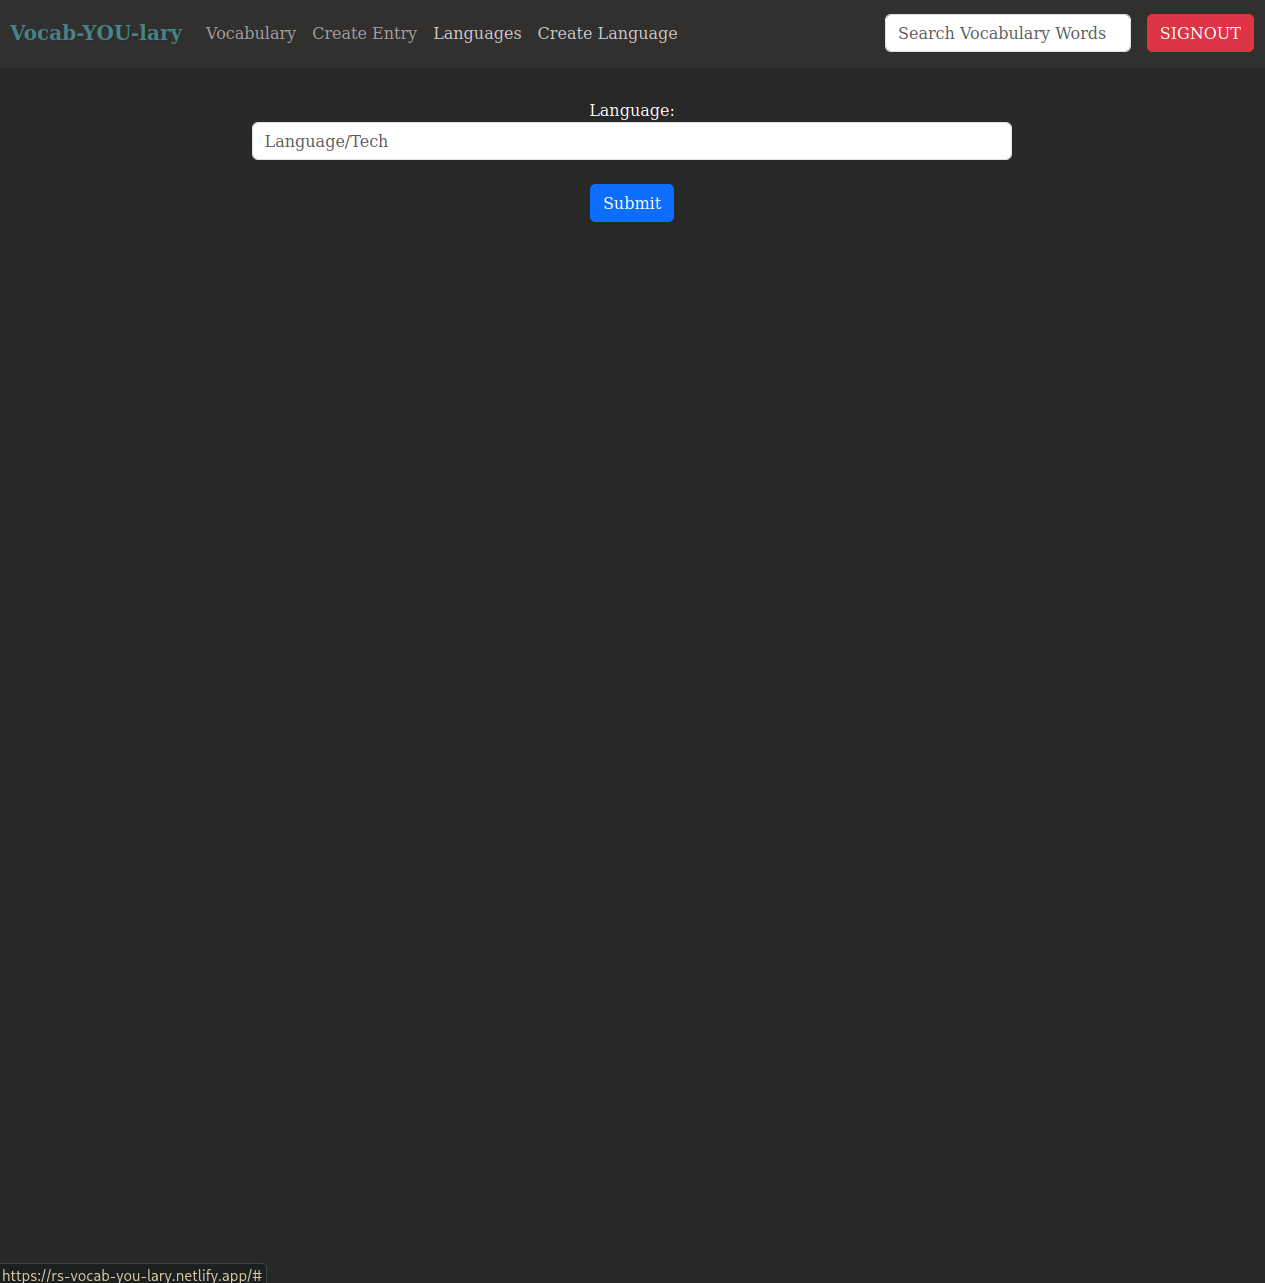 Vocab-YOU-lary Vocabulary Create Entry Languages Create Language Search Vocabulary Words SIGNOUT
Language:
Language/Tech
Submit
https://rs-vocab-you-lary.netlify.app/#